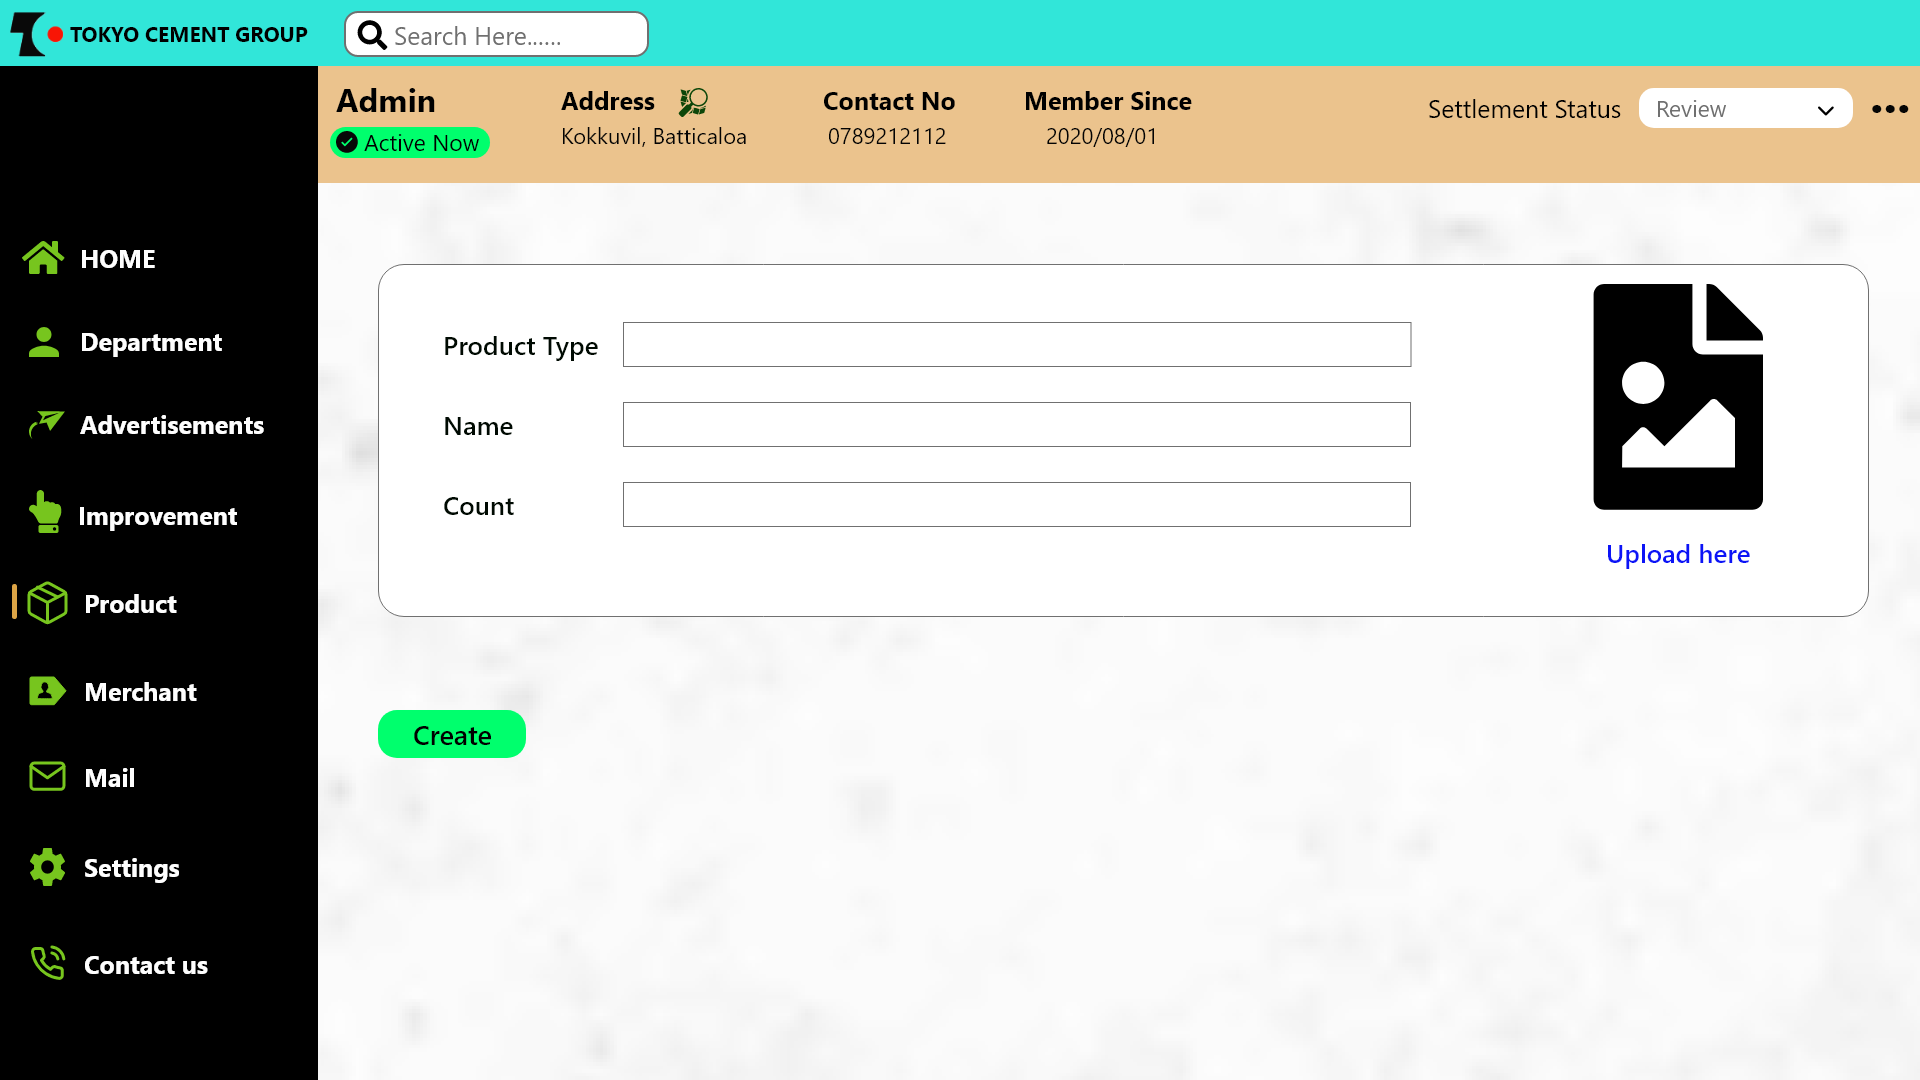 TOKYO CEMENT GROUP
Search Here......
Admin
Active Now
Address
Kokkuvil, Batticaloa
Contact No
0789212112
Member Since
2020/08/01
Settlement Status
Review
HOME
Department
Advertisements
Improvement
Product
Merchant
Mail
Settings
Contact us
Product Type
Name
Count
Upload here
Create